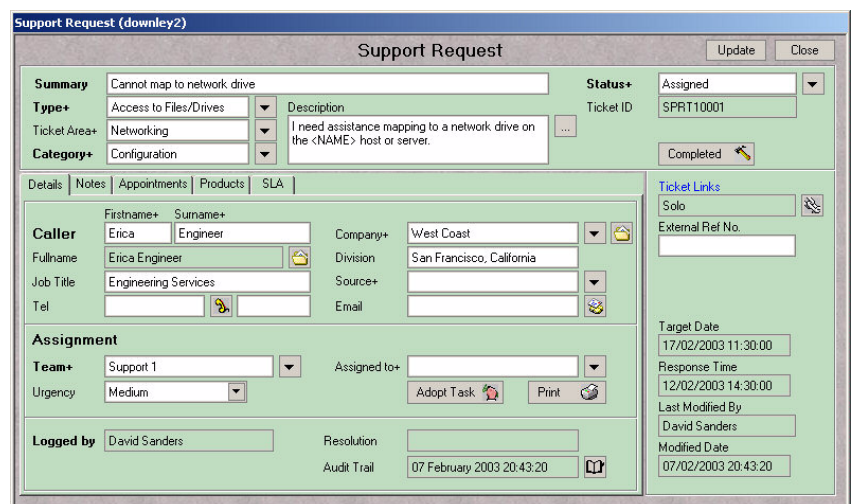 Support Request (downley2)
Support Request
Update
Close
Summary
Cannot map to network drive
Status+
Assigned
Type+
Access to Files/Drives
Description
Ticket ID
SPRT10001
Ticket Area+
Networking
I need assistance mapping to a network drive on
the <NAME> host or server.
...
Category+
Configuration
Completed
Details
Notes
Appointments
Products
SLA
Ticket Links
Solo
External Ref No.
Firstname+
Surname+
Caller
Erica
Engineer
Company+
West Coast
Fullname
Erica Engineer
Division
San Francisco, California
Job Title
Engineering Services
Source+
Tel
Email
Assignment
Team+
Support 1
Assigned to+
Urgency
Medium
Adopt Task
Print
Logged by
David Sanders
Resolution
Audit Trail
07 February 2003 20:43:20
Target Date
17/02/2003 11:30:00
Response Time
12/02/2003 14:30:00
Last Modified By
David Sanders
Modified Date
07/02/2003 20:43:20